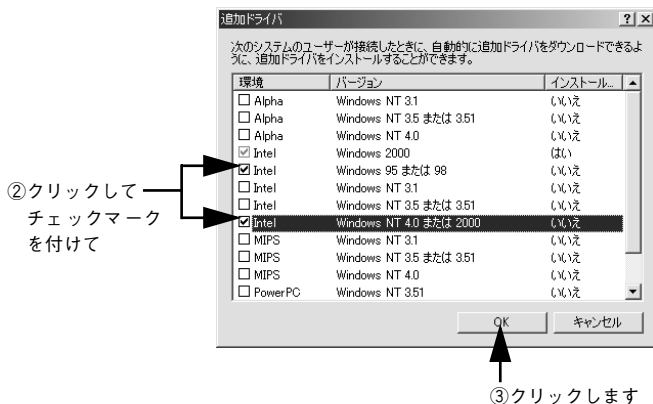 追加ドライバ
次のシステムのユーザーが接続したときに、自動的に追加ドライバをダウンロードできるよ
うに、追加ドライバをインストールすることができます。
環境 バージョン インストール...
Alpha Windows NT 3.1 いいえ
Alpha Windows NT 3.5 または 3.51 いいえ
Alpha Windows NT 4.0 いいえ
Intel Windows 2000 はい
Intel Windows 95 または 98 いいえ
Intel Windows NT 3.1 いいえ
Intel Windows NT 3.5 または 3.51 いいえ
Intel Windows NT 4.0 または 2000 いいえ
MIPS Windows NT 3.1 いいえ
MIPS Windows NT 3.5 または 3.51 いいえ
MIPS Windows NT 4.0 いいえ
PowerPC Windows NT 3.51 いいえ
OK キャンセル
②クリックして
チェックマーク
を付けて
③クリックします